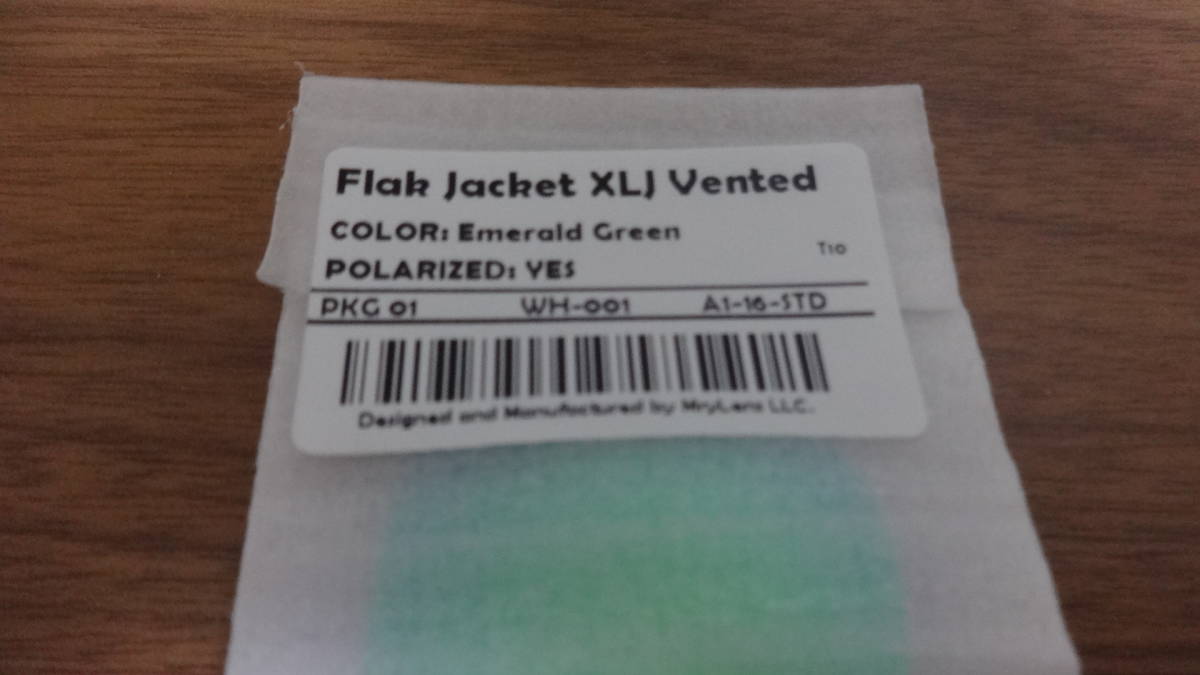 Flak Jacket XLJ Vented
COLOR: Emerald Green
T10
POLARIZED: YES
PKG 01 WH-001 A1-16-STD
Designed and Manufactured by MryLens LLC.